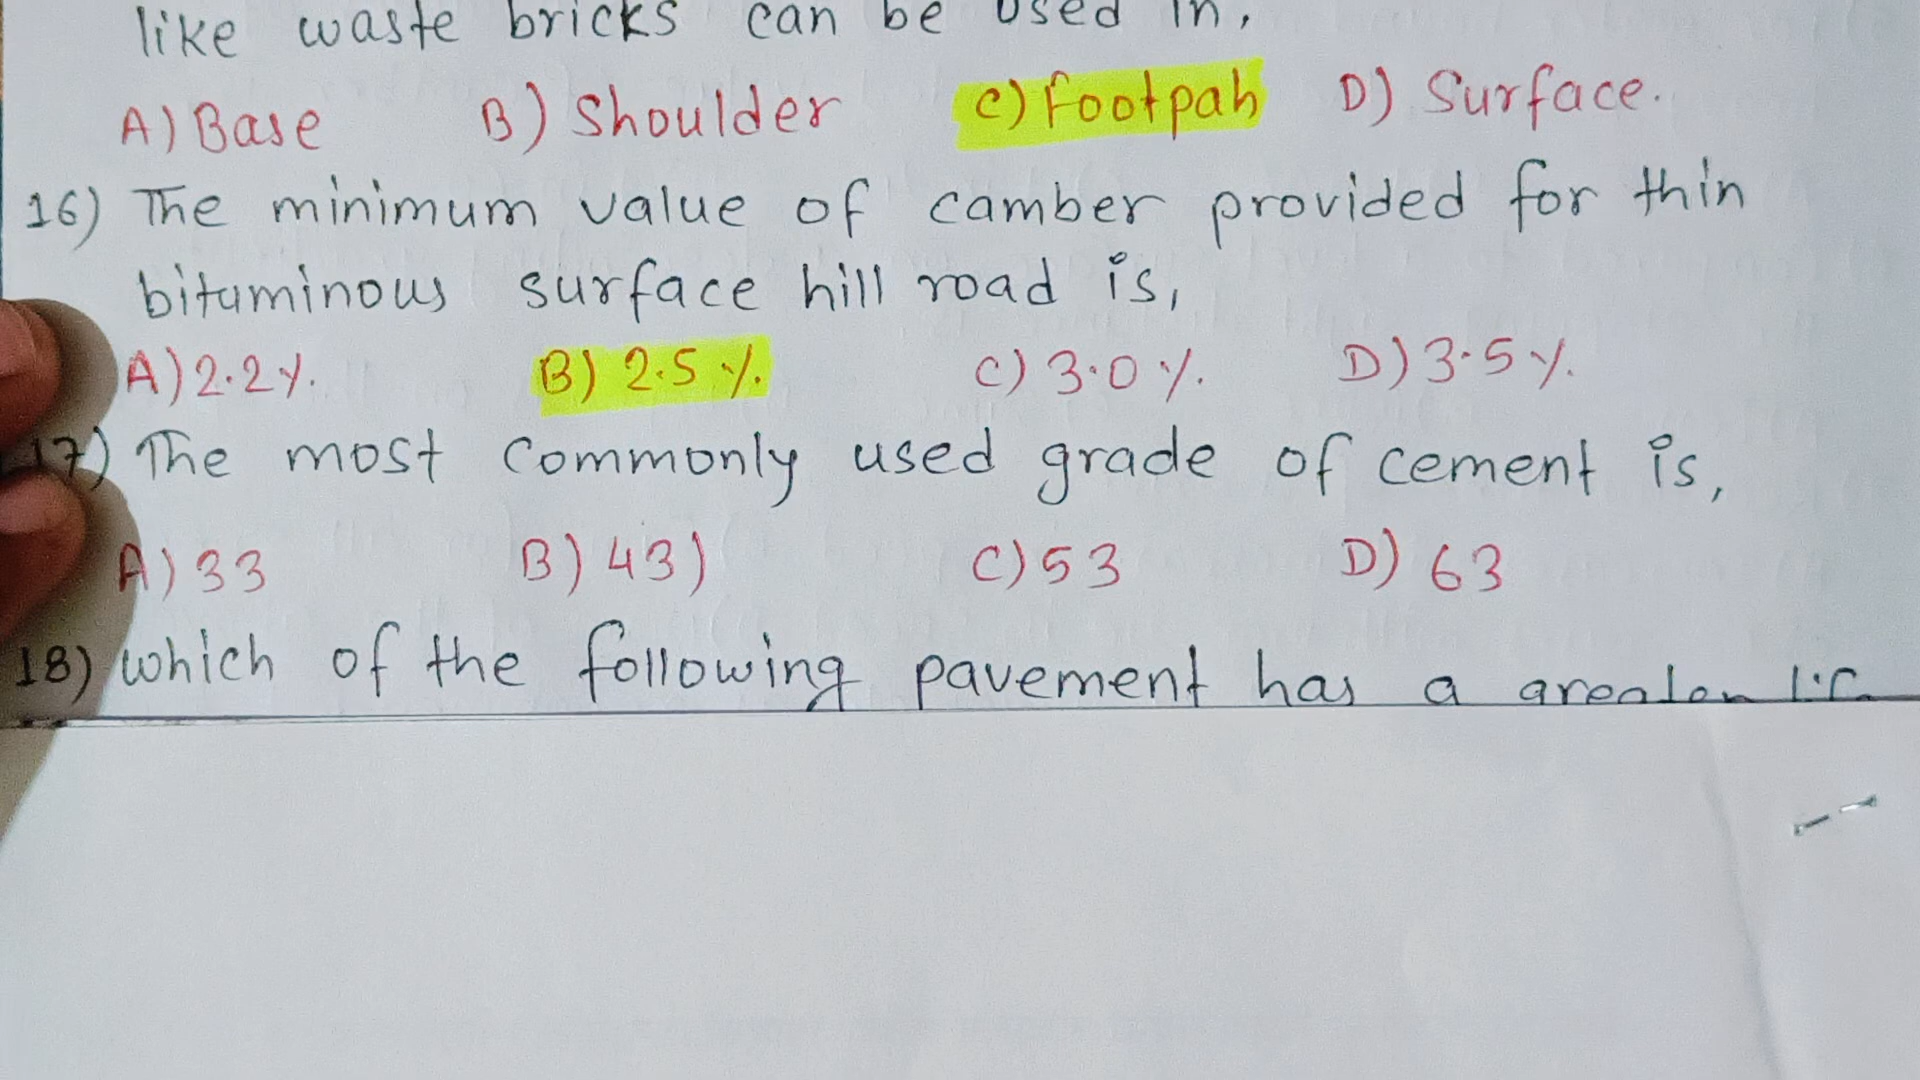 like waste bricks can be used in,
A) Base B) Shoulder C) Footpah D) Surface.
16) The minimum value of camber provided for thin
bituminous surface hill road is,
A) 2.2%. B) 2.5%. C) 3.0%. D) 3.5%.
17) The most commonly used grade of cement is,
A) 33 B) 43) C) 53 D) 63
18) which of the following pavement has a greater